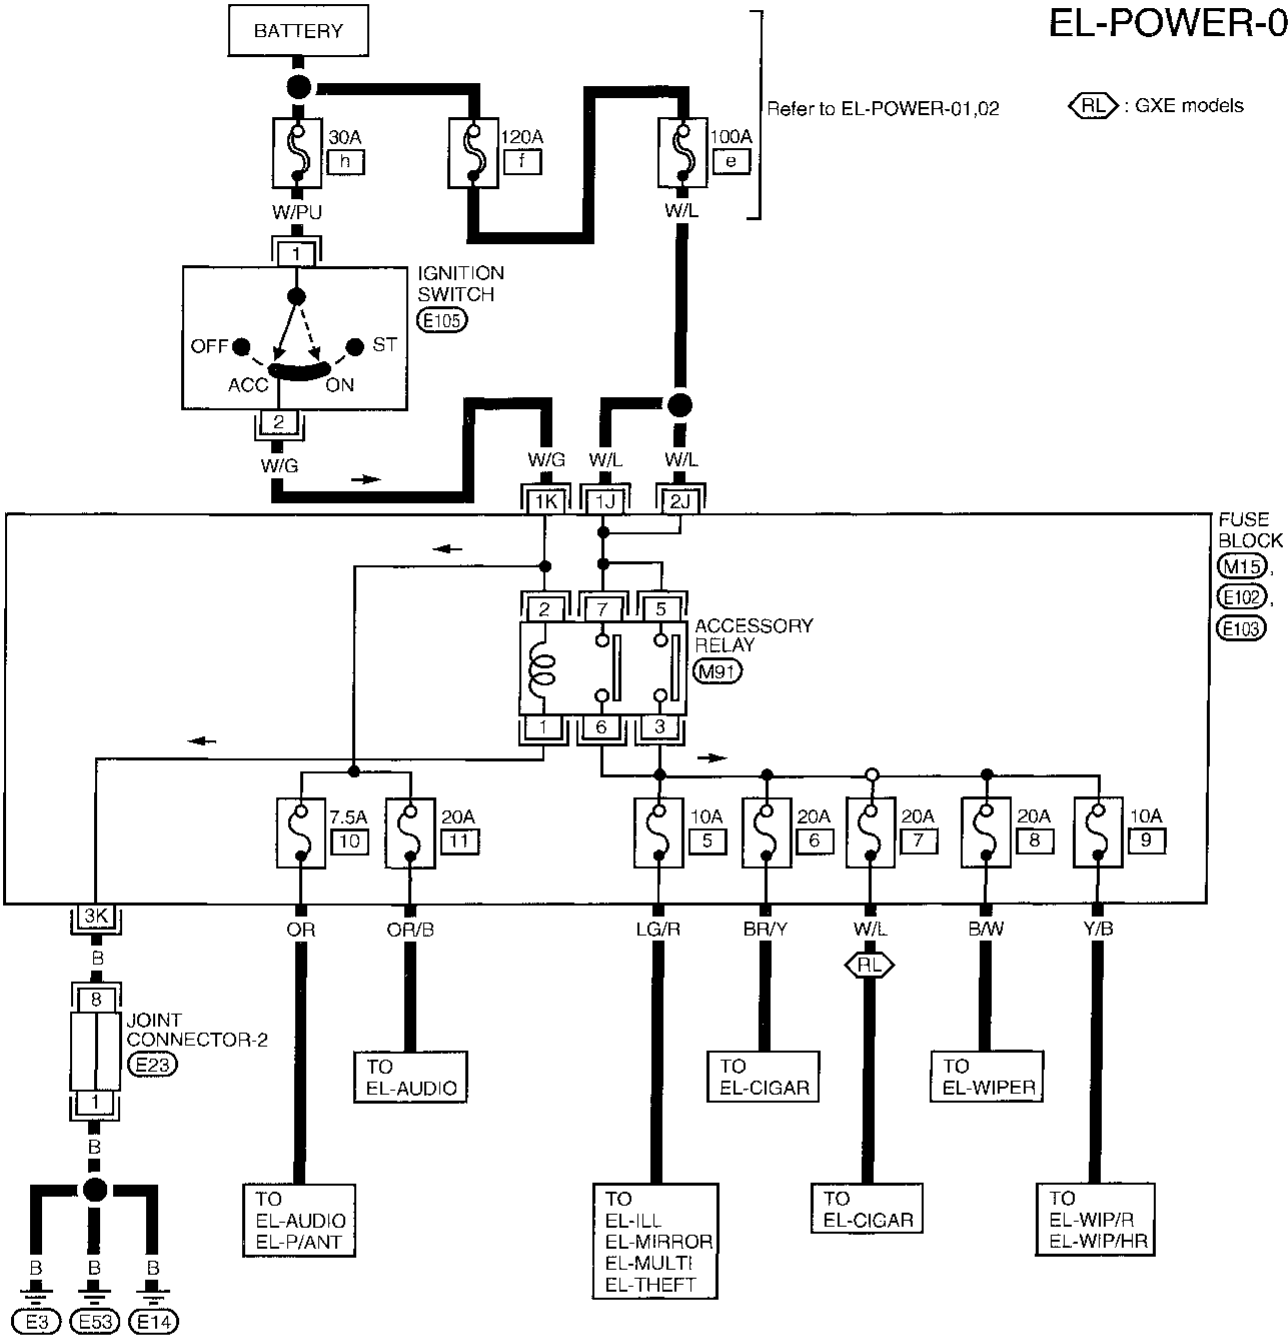 EL-POWER-0
BATTERY
Refer to EL-POWER-01,02
RL : GXE models
30A
h
120A
f
100A
e
W/PU
W/L
1
IGNITION
SWITCH
E105
OFF
ST
ACC
ON
2
W/G
W/G
W/L
W/L
1K
1J
2J
FUSE
BLOCK
M15,
E102,
E103
2
7
5
ACCESSORY
RELAY
M91
1
6
3
7.5A
10
20A
11
10A
5
20A
6
20A
7
20A
8
10A
9
3K
OR
OR/B
LG/R
BR/Y
W/L
B/W
Y/B
B
RL
8
JOINT
CONNECTOR-2
E23
1
TO
EL-AUDIO
TO
EL-CIGAR
TO
EL-WIPER
B
TO
EL-AUDIO
EL-P/ANT
TO
EL-ILL
EL-MIRROR
EL-MULTI
EL-THEFT
TO
EL-CIGAR
TO
EL-WIP/R
EL-WIP/HR
B
B
B
E3
E53
E14